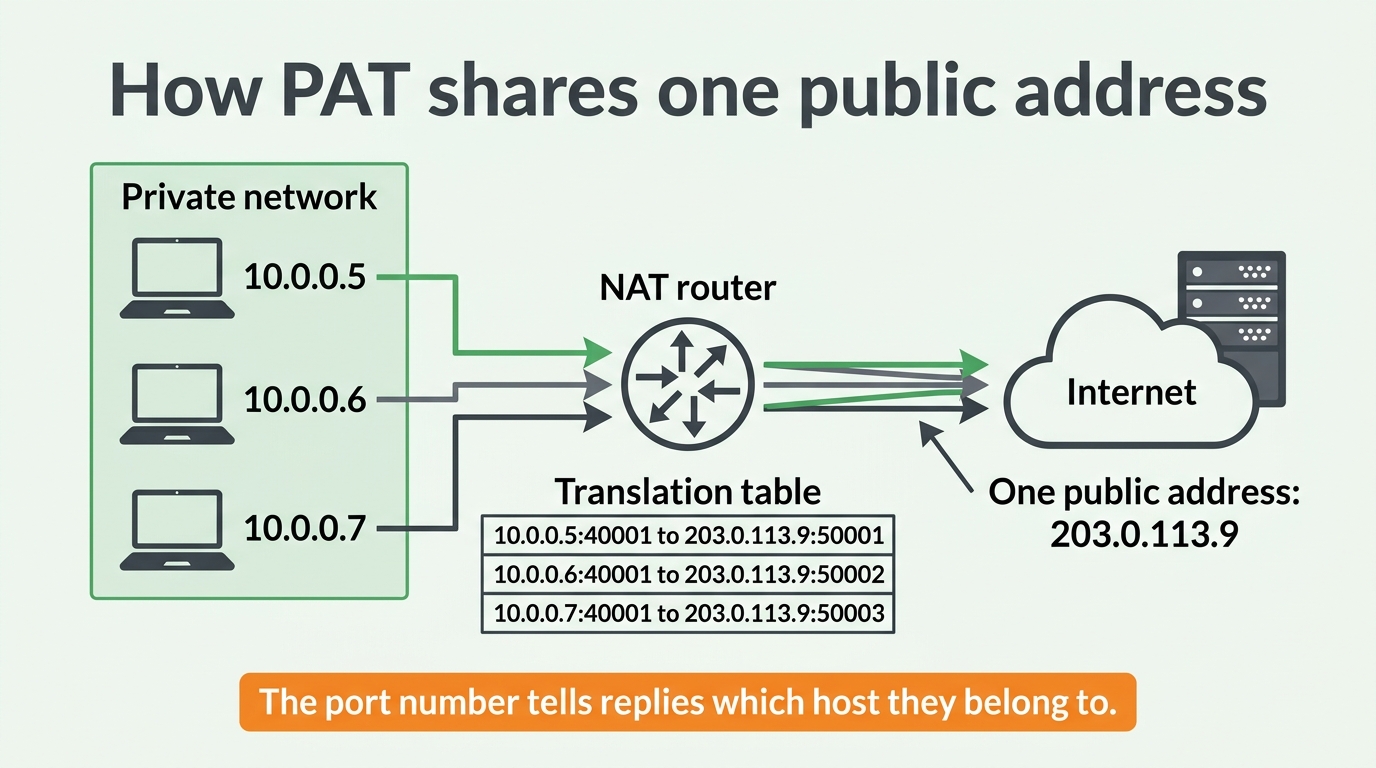 How PAT shares one public address
Private network
10.0.0.5
10.0.0.6
10.0.0.7
NAT router
Internet
Translation table
10.0.0.5:40001 to 203.0.113.9:50001
10.0.0.6:40001 to 203.0.113.9:50002
10.0.0.7:40001 to 203.0.113.9:50003
One public address:
203.0.113.9
The port number tells replies which host they belong to.